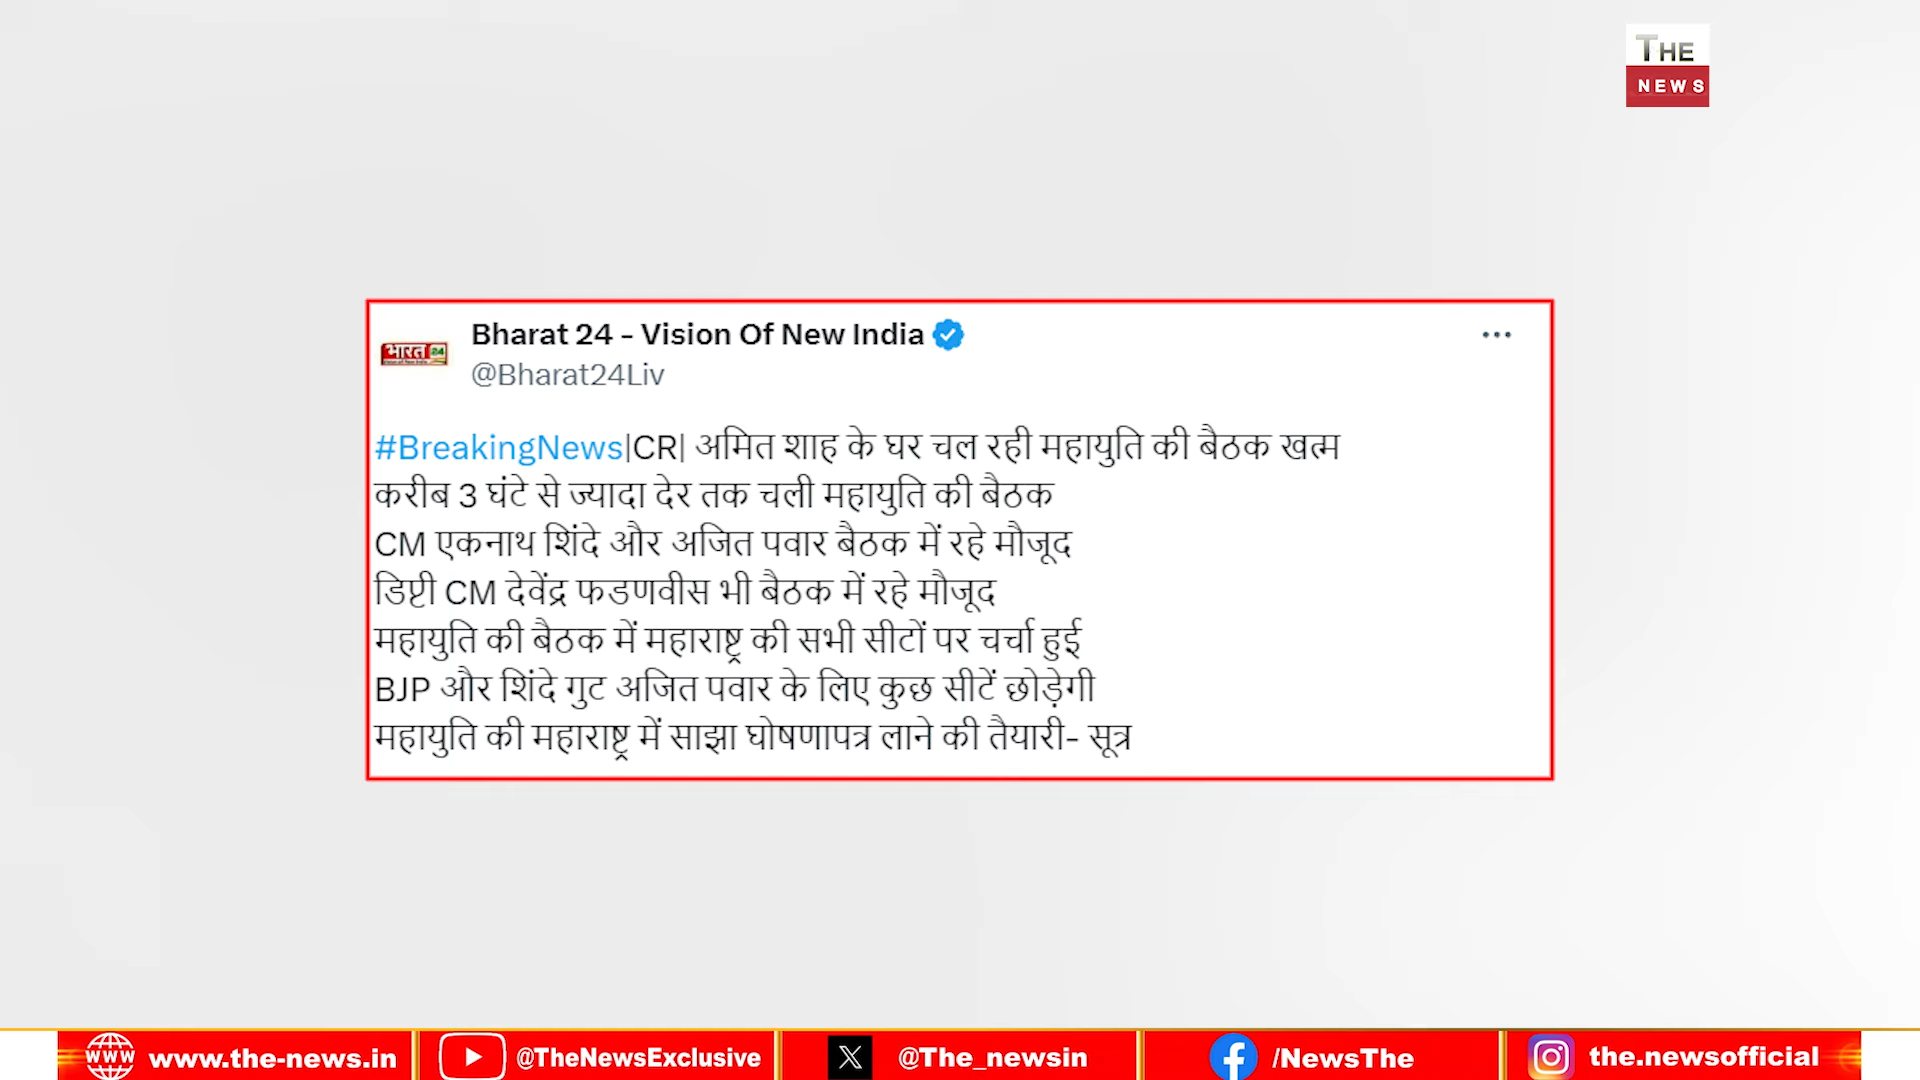 THE
NEWS
Bharat 24 - Vision Of New India
@Bharat24Liv
भारत 24
#BreakingNews|CR| अमित शाह के घर चल रही महायुति की बैठक खत्म
करीब 3 घंटे से ज्यादा देर तक चली महायुति की बैठक
CM एकनाथ शिंदे और अजित पवार बैठक में रहे मौजूद
डिप्टी CM देवेंद्र फडणवीस भी बैठक में रहे मौजूद
महायुति की बैठक में महाराष्ट्र की सभी सीटों पर चर्चा हुई
BJP और शिंदे गुट अजित पवार के लिए कुछ सीटें छोड़ेगी
महायुति की महाराष्ट्र में साझा घोषणापत्र लाने की तैयारी- सूत्र
www www.the-news.in @TheNewsExclusive @The_newsin /NewsThe the.newsofficial